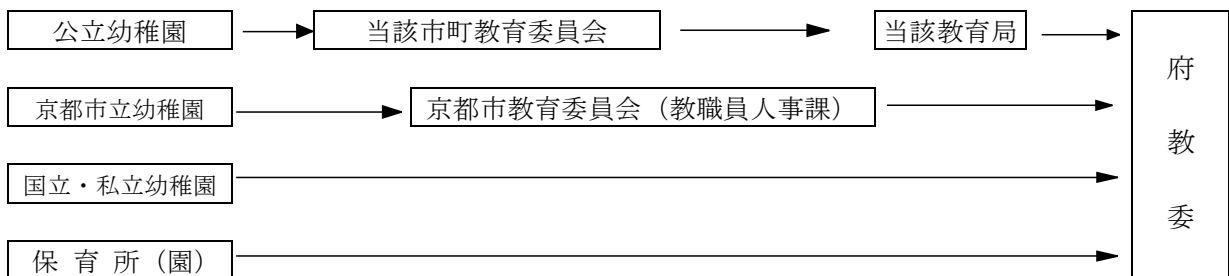 公立幼稚園 当該市町教育委員会 当該教育局
京都市立幼稚園 京都市教育委員会（教職員人事課）
国立・私立幼稚園
保育所（園）
府教委